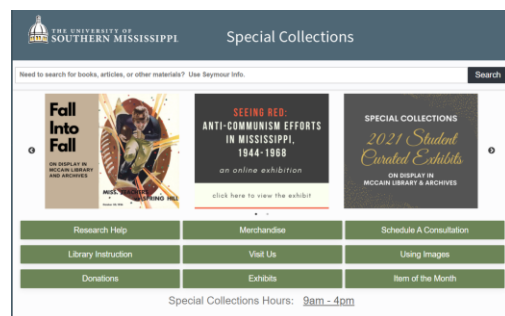 THE UNIVERSITY OF
SOUTHERN MISSISSIPPI.
Special Collections
Need to search for books, articles, or other materials? Use Seymour Info.
Search
Fall
Into
Fall
ON DISPLAY IN
MCCAIN LIBRARY
AND ARCHIVES
MISS. TEACHERS
SPRING HILL
SEEING RED:
ANTI-COMMUNISM EFFORTS
IN MISSISSIPPI,
1944-1968
an online exhibition
click here to view the exhibit
SPECIAL COLLECTIONS
2021 Student
Curated Exhibits
ON DISPLAY IN
MCCAIN LIBRARY & ARCHIVES
Research Help
Merchandise
Schedule A Consultation
Library Instruction
Visit Us
Using Images
Donations
Exhibits
Item of the Month
Special Collections Hours: 9am - 4pm